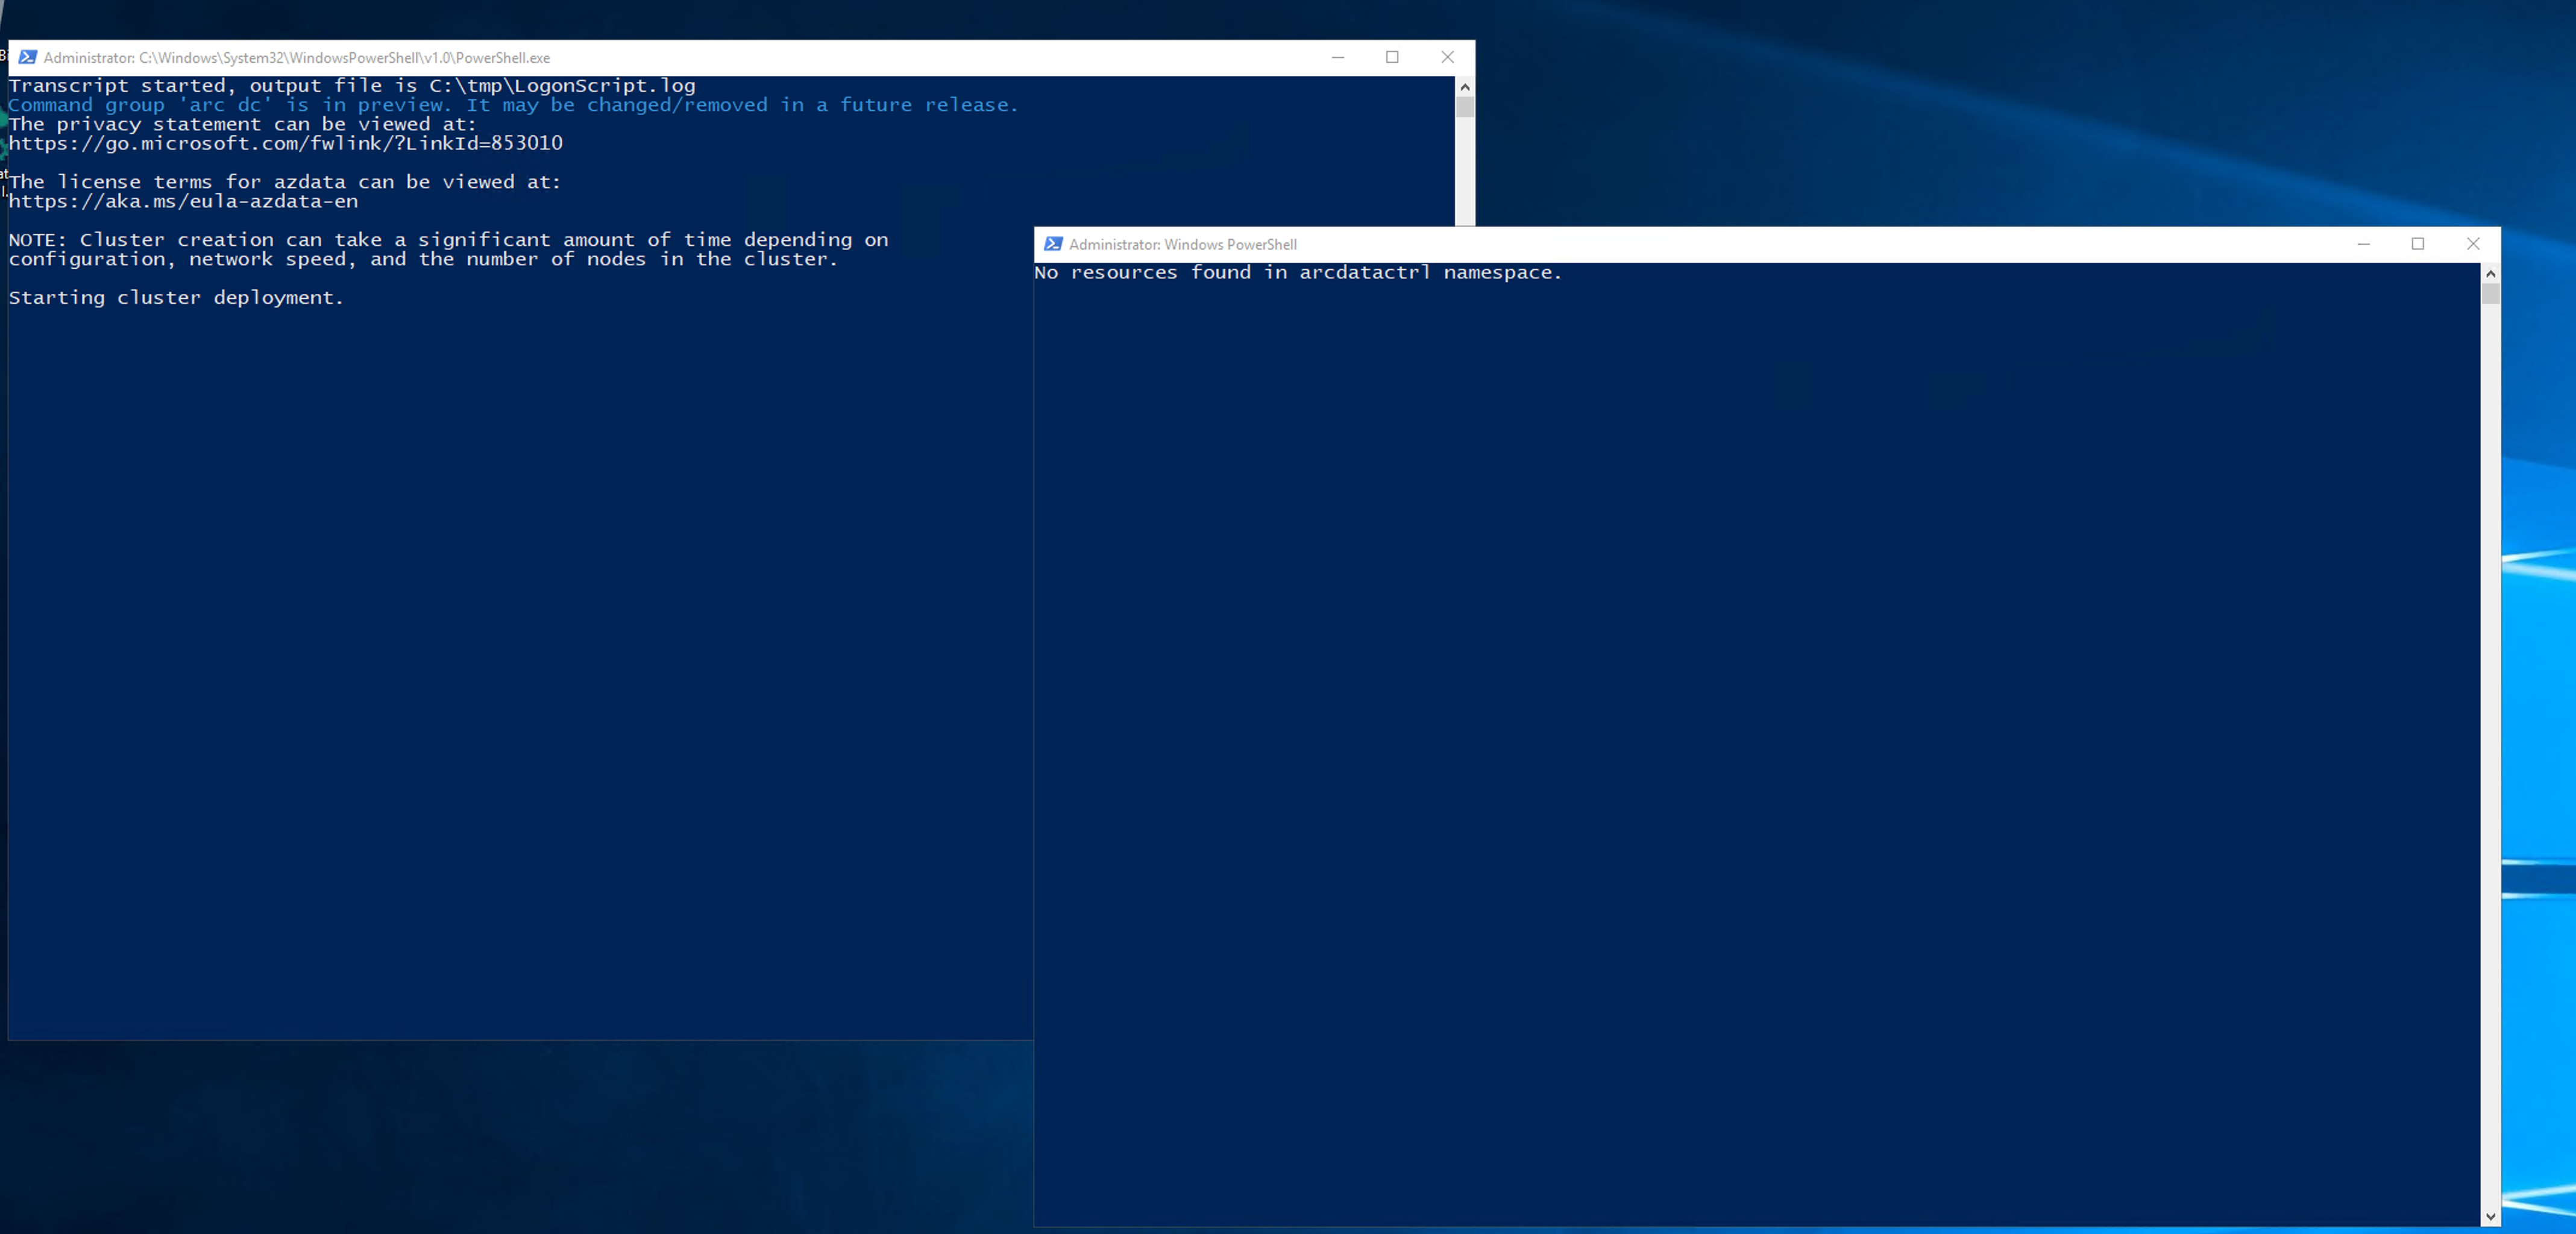 Administrator: C:\Windows\System32\WindowsPowerShell\v1.0\PowerShell.exe
Transcript started, output file is C:\tmp\LogonScript.log
Command group 'arc dc' is in preview. It may be changed/removed in a future release.
The privacy statement can be viewed at:
https://go.microsoft.com/fwlink/?LinkId=853010
The license terms for azdata can be viewed at:
https://aka.ms/eula-azdata-en
NOTE: Cluster creation can take a significant amount of time depending on
configuration, network speed, and the number of nodes in the cluster.
Starting cluster deployment.
Administrator: Windows PowerShell
No resources found in arcdatactrl namespace.